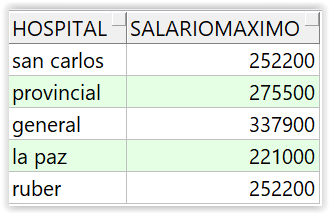 HOSPITAL SALARIOMAXIMO
san carlos 252200
provincial 275500
general 337900
la paz 221000
ruber 252200